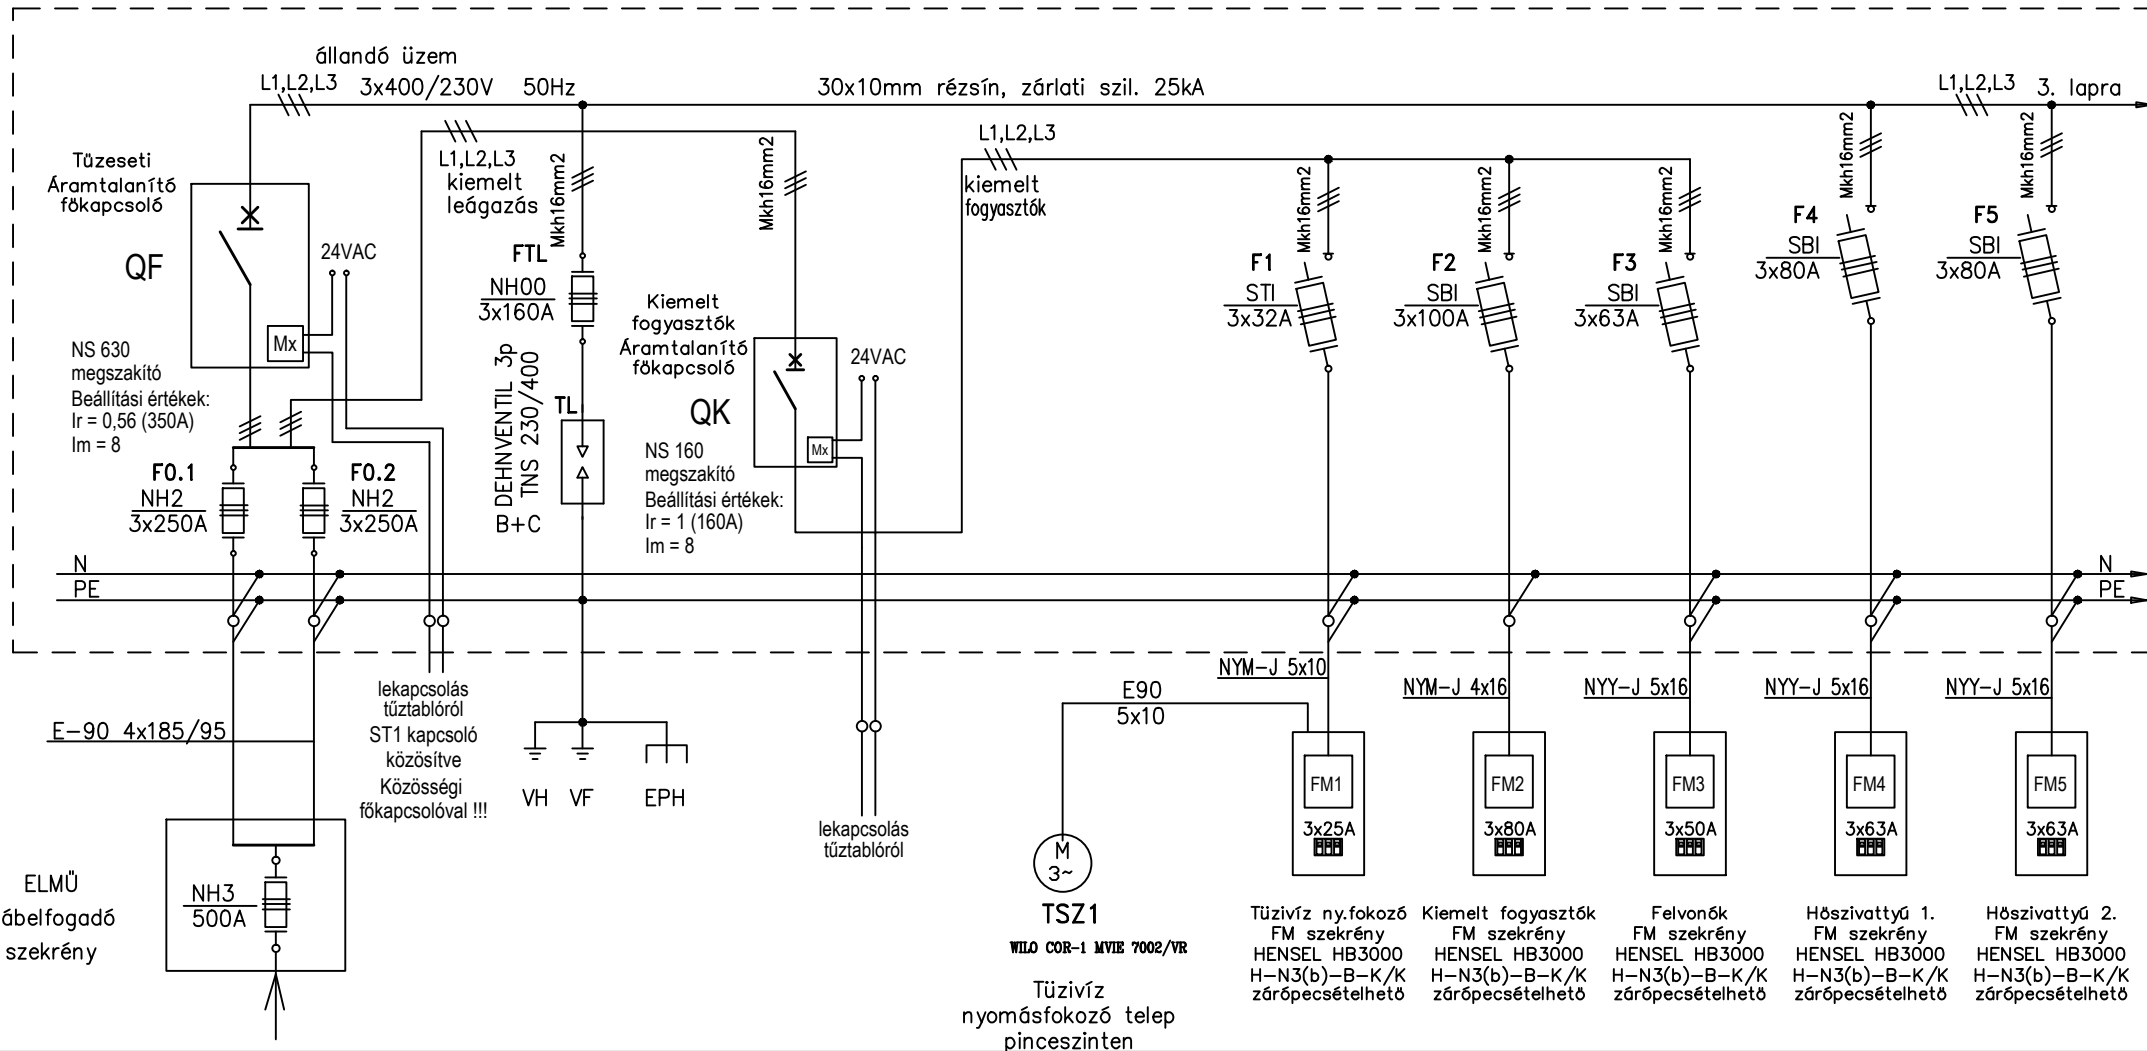 állandó üzem
L1,L2,L3 3x400/230V 50Hz
30x10mm rézsín, zárlati szil. 25kA
L1,L2,L3 3. lapra
Tűzeseti
Áramtalanító
főkapcsoló
QF
24VAC
Mx
NS 630
megszakító
Beállítási értékek:
Ir = 0,56 (350A)
Im = 8
L1,L2,L3
kiemelt
leágazás
Mkh16mm2
FTL
NH00
3x160A
DEHNVENTIL 3p
TNS 230/400
B+C
TL
Mkh16mm2
Kiemelt
fogyasztók
Áramtalanító
főkapcsoló
QK
24VAC
Mx
NS 160
megszakító
Beállítási értékek:
Ir = 1 (160A)
Im = 8
L1,L2,L3
kiemelt
fogyasztók
Mkh16mm2
F1
STI
3x32A
Mkh16mm2
F2
SBI
3x100A
Mkh16mm2
F3
SBI
3x63A
Mkh16mm2
F4
SBI
3x80A
Mkh16mm2
F5
SBI
3x80A
F0.1
NH2
3x250A
F0.2
NH2
3x250A
N
PE
N
PE
E-90 4x185/95
lekapcsolás
tűztablóról
ST1 kapcsoló
közösítve
Közösségi
főkapcsolóval !!!
VH VF EPH
lekapcsolás
tűztablóról
ELMŰ
ábelfogadó
szekrény
NH3
500A
E90
5x10
M
3~
TSZ1
WILO COR-1 MVIE 7002/VR
Tüzivíz
nyomásfokozó telep
pinceszinten
NYM-J 5x10
FM1
3x25A
Tüzivíz ny.fokozó
FM szekrény
HENSEL HB3000
H-N3(b)-B-K/K
zárópecsételhető
NYM-J 4x16
FM2
3x80A
Kiemelt fogyasztók
FM szekrény
HENSEL HB3000
H-N3(b)-B-K/K
zárópecsételhető
NYY-J 5x16
FM3
3x50A
Felvonók
FM szekrény
HENSEL HB3000
H-N3(b)-B-K/K
zárópecsételhető
NYY-J 5x16
FM4
3x63A
Hőszivattyú 1.
FM szekrény
HENSEL HB3000
H-N3(b)-B-K/K
zárópecsételhető
NYY-J 5x16
FM5
3x63A
Hőszivattyú 2.
FM szekrény
HENSEL HB3000
H-N3(b)-B-K/K
zárópecsételhető